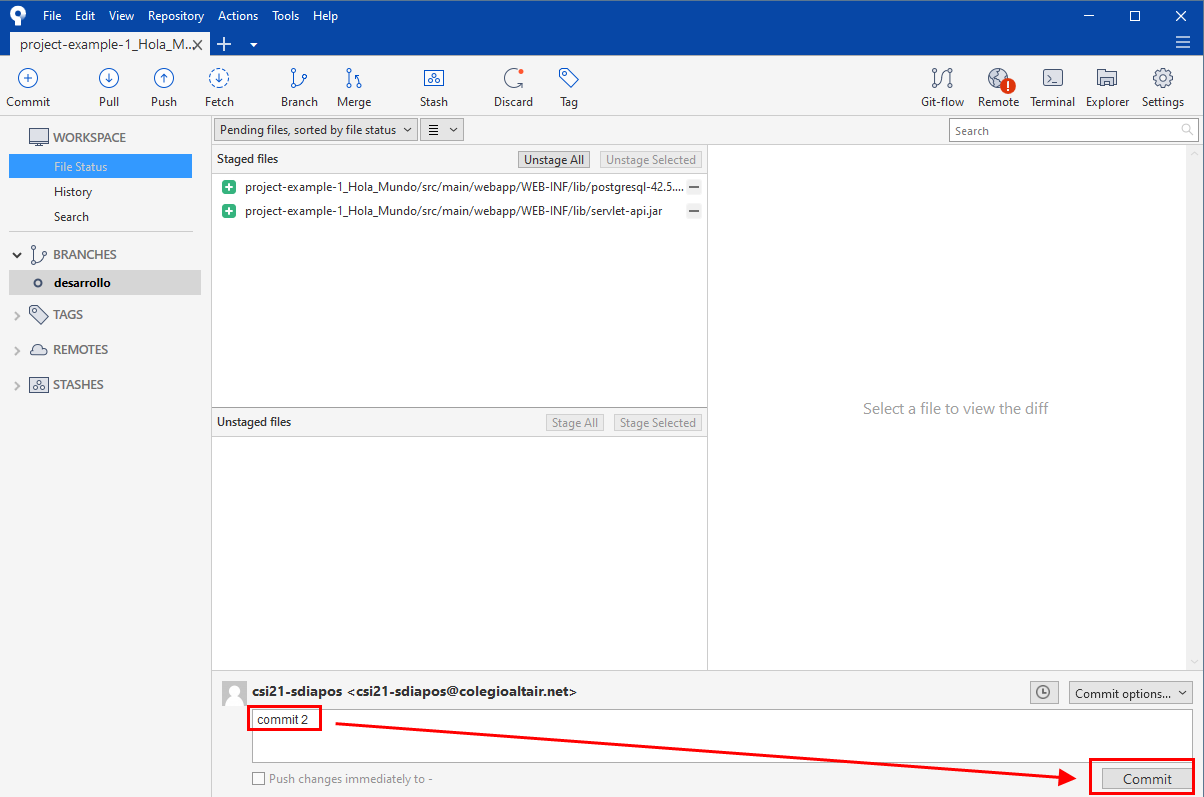 File Edit View Repository Actions Tools Help
project-example-1_Hola_M...
Commit Pull Push Fetch Branch Merge Stash Discard Tag Git-flow Remote Terminal Explorer Settings
WORKSPACE
File Status
History
Search
BRANCHES
desarrollo
TAGS
REMOTES
STASHES
Pending files, sorted by file status
Search
Staged files Unstage All Unstage Selected
project-example-1_Hola_Mundo/src/main/webapp/WEB-INF/lib/postgresql-42.5....
project-example-1_Hola_Mundo/src/main/webapp/WEB-INF/lib/servlet-api.jar
Unstaged files Stage All Stage Selected
Select a file to view the diff
csi21-sdiapos <csi21-sdiapos@colegioaltair.net>
Commit options...
commit 2
Push changes immediately to -
Commit